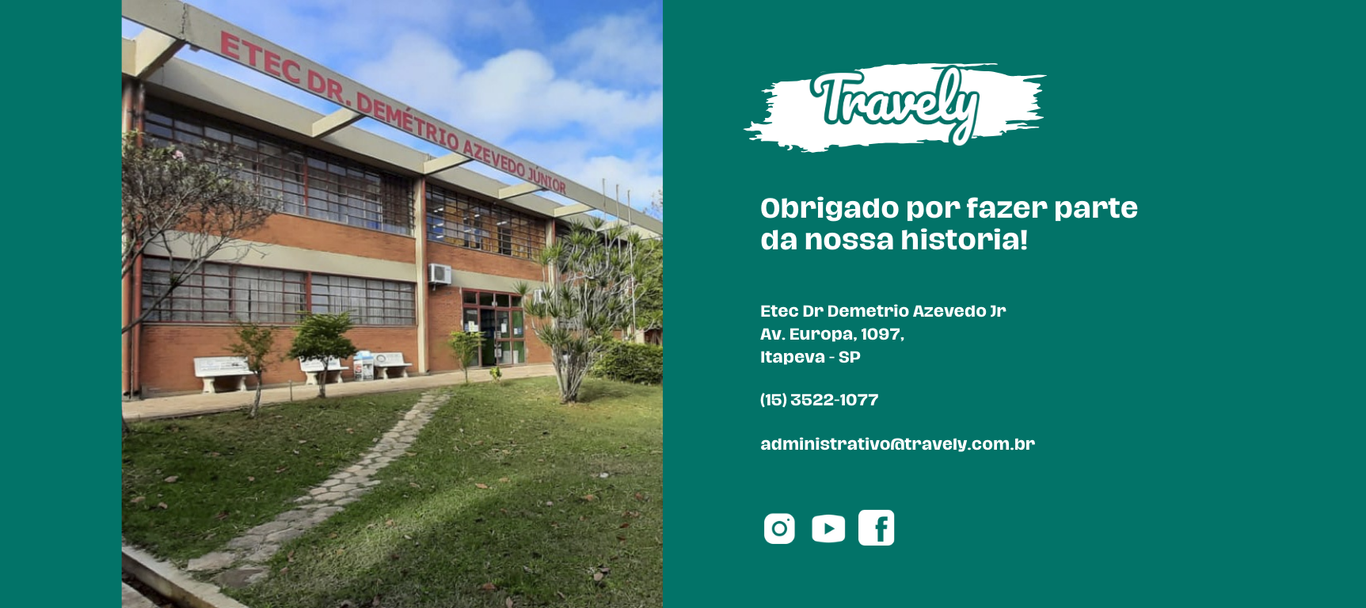 ETEC DR. DEMÉTRIO AZEVEDO JÚNIOR
Travely
Obrigado por fazer parte
da nossa historia!
Etec Dr Demetrio Azevedo Jr
Av. Europa, 1097,
Itapeva - SP
(15) 3522-1077
administrativo@travely.com.br